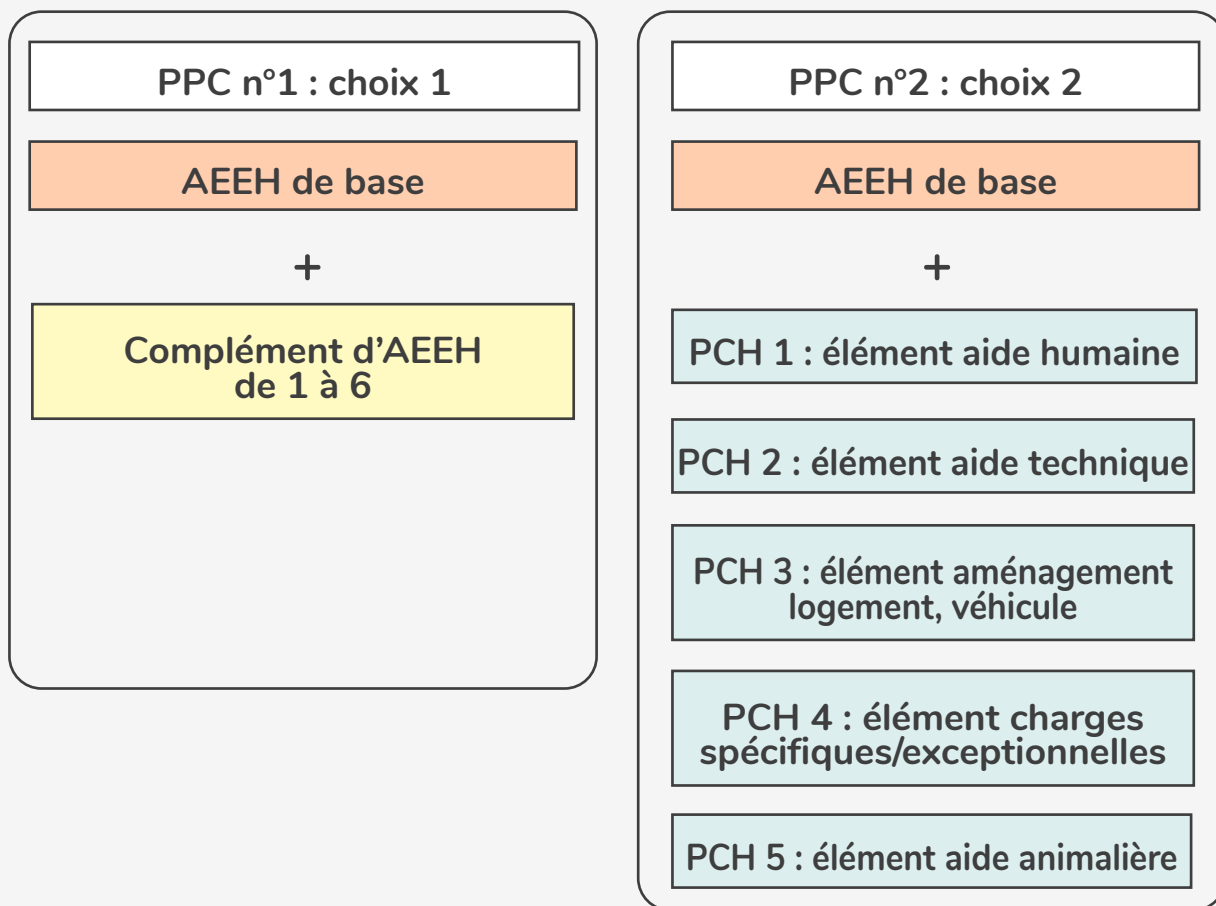 PPC n°1 : choix 1
AEEH de base
+
Complément d’AEEH
de 1 à 6
PPC n°2 : choix 2
AEEH de base
+
PCH 1 : élément aide humaine
PCH 2 : élément aide technique
PCH 3 : élément aménagement
logement, véhicule
PCH 4 : élément charges
spécifiques/exceptionnelles
PCH 5 : élément aide animalière